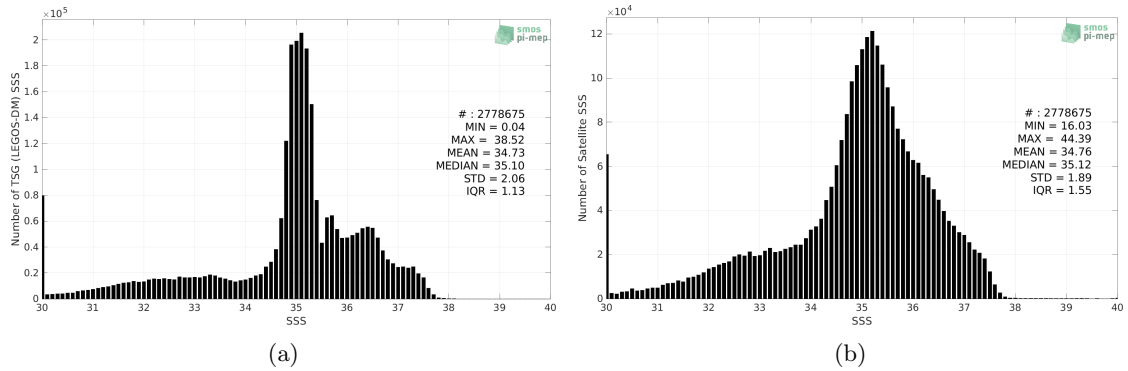 ×10⁵
2
1.8
1.6
1.4
1.2
1
0.8
0.6
0.4
0.2
0
Number of TSG (LEGOS-DM) SSS
smos
pi-mep
# : 2778675
MIN = 0.04
MAX = 38.52
MEAN = 34.73
MEDIAN = 35.10
STD = 2.06
IQR = 1.13
30 31 32 33 34 35 36 37 38 39 40
SSS
(a)
×10⁴
12
10
8
6
4
2
0
Number of Satellite SSS
smos
pi-mep
# : 2778675
MIN = 16.03
MAX = 44.39
MEAN = 34.76
MEDIAN = 35.12
STD = 1.89
IQR = 1.55
30 31 32 33 34 35 36 37 38 39 40
SSS
(b)